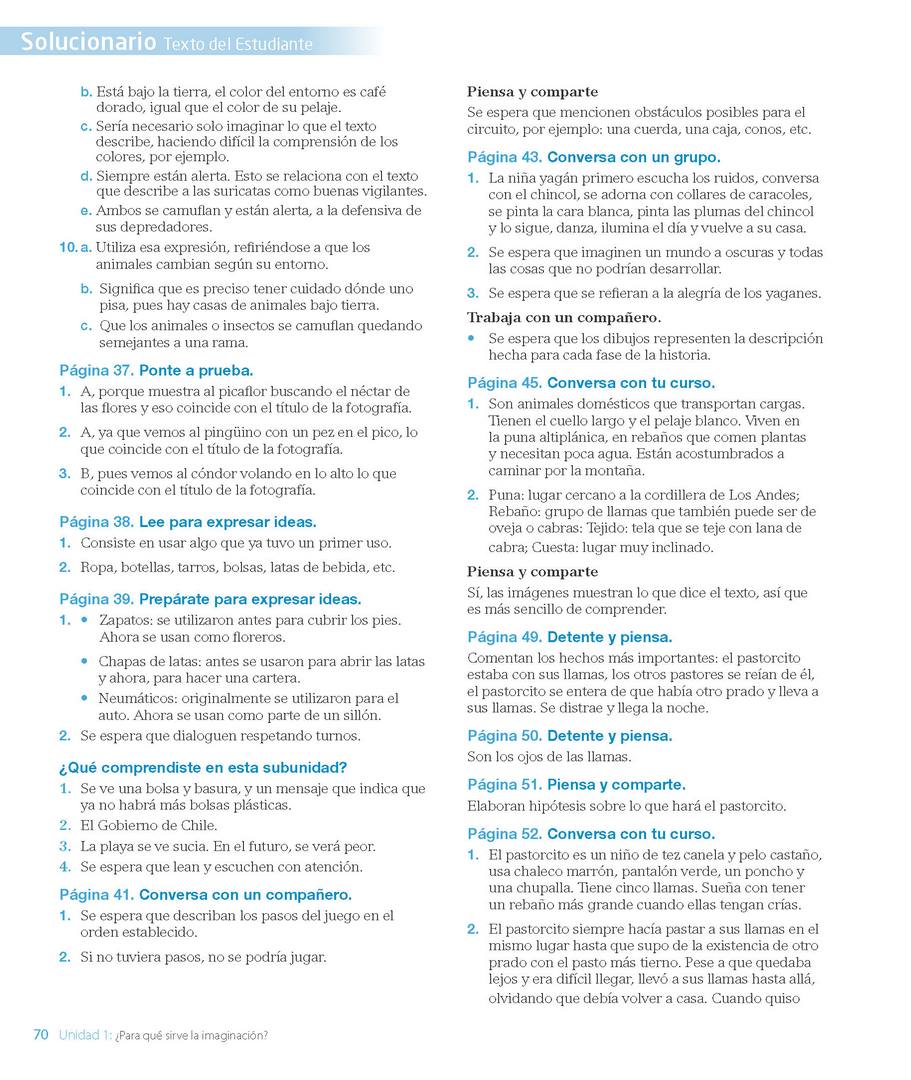 Solucionario Texto del Estudiante
b. Está bajo la tierra, el color del entorno es café
dorado, igual que el color de su pelaje.
c. Sería necesario solo imaginar lo que el texto
describe, haciendo difícil la comprensión de los
colores, por ejemplo.
d. Siempre están alerta. Esto se relaciona con el texto
que describe a las suricatas como buenas vigilantes.
e. Ambos se camuflan y están alerta, a la defensiva de
sus depredadores.
10. a. Utiliza esa expresión, refiriéndose a que los
animales cambian según su entorno.
b. Significa que es preciso tener cuidado dónde uno
pisa, pues hay casas de animales bajo tierra.
c. Que los animales o insectos se camuflan quedando
semejantes a una rama.
Página 37. Ponte a prueba.
1. A, porque muestra al picaflor buscando el néctar de
las flores y eso coincide con el título de la fotografía.
2. A, ya que vemos al pingüino con un pez en el pico, lo
que coincide con el título de la fotografía.
3. B, pues vemos al cóndor volando en lo alto lo que
coincide con el título de la fotografía.
Página 38. Lee para expresar ideas.
1. Consiste en usar algo que ya tuvo un primer uso.
2. Ropa, botellas, tarros, bolsas, latas de bebida, etc.
Página 39. Prepárate para expresar ideas.
1. • Zapatos: se utilizaron antes para cubrir los pies.
Ahora se usan como floreros.
• Chapas de latas: antes se usaron para abrir las latas
y ahora, para hacer una cartera.
• Neumáticos: originalmente se utilizaron para el
auto. Ahora se usan como parte de un sillón.
2. Se espera que dialoguen respetando turnos.
¿Qué comprendiste en esta subunidad?
1. Se ve una bolsa y basura, y un mensaje que indica que
ya no habrá más bolsas plásticas.
2. El Gobierno de Chile.
3. La playa se ve sucia. En el futuro, se verá peor.
4. Se espera que lean y escuchen con atención.
Página 41. Conversa con un compañero.
1. Se espera que describan los pasos del juego en el
orden establecido.
2. Si no tuviera pasos, no se podría jugar.
Piensa y comparte
Se espera que mencionen obstáculos posibles para el
circuito, por ejemplo: una cuerda, una caja, conos, etc.
Página 43. Conversa con un grupo.
1. La niña yagán primero escucha los ruidos, conversa
con el chincol, se adorna con collares de caracoles,
se pinta la cara blanca, pinta las plumas del chincol
y lo sigue, danza, ilumina el día y vuelve a su casa.
2. Se espera que imaginen un mundo a oscuras y todas
las cosas que no podrían desarrollar.
3. Se espera que se refieran a la alegría de los yaganes.
Trabaja con un compañero.
• Se espera que los dibujos representen la descripción
hecha para cada fase de la historia.
Página 45. Conversa con tu curso.
1. Son animales domésticos que transportan cargas.
Tienen el cuello largo y el pelaje blanco. Viven en
la puna altiplánica, en rebaños que comen plantas
y necesitan poca agua. Están acostumbrados a
caminar por la montaña.
2. Puna: lugar cercano a la cordillera de Los Andes;
Rebaño: grupo de llamas que también puede ser de
oveja o cabras: Tejido: tela que se teje con lana de
cabra; Cuesta: lugar muy inclinado.
Piensa y comparte
Sí, las imágenes muestran lo que dice el texto, así que
es más sencillo de comprender.
Página 49. Detente y piensa.
Comentan los hechos más importantes: el pastorcito
estaba con sus llamas, los otros pastores se reían de él,
el pastorcito se entera de que había otro prado y lleva a
sus llamas. Se distrae y llega la noche.
Página 50. Detente y piensa.
Son los ojos de las llamas.
Página 51. Piensa y comparte.
Elaboran hipótesis sobre lo que hará el pastorcito.
Página 52. Conversa con tu curso.
1. El pastorcito es un niño de tez canela y pelo castaño,
usa chaleco marrón, pantalón verde, un poncho y
una chupalla. Tiene cinco llamas. Sueña con tener
un rebaño más grande cuando ellas tengan crías.
2. El pastorcito siempre hacía pastar a sus llamas en el
mismo lugar hasta que supo de la existencia de otro
prado con el pasto más tierno. Pese a que quedaba
lejos y era difícil llegar, llevó a sus llamas hasta allá,
olvidando que debía volver a casa. Cuando quiso
70 Unidad 1: ¿Para qué sirve la imaginación?